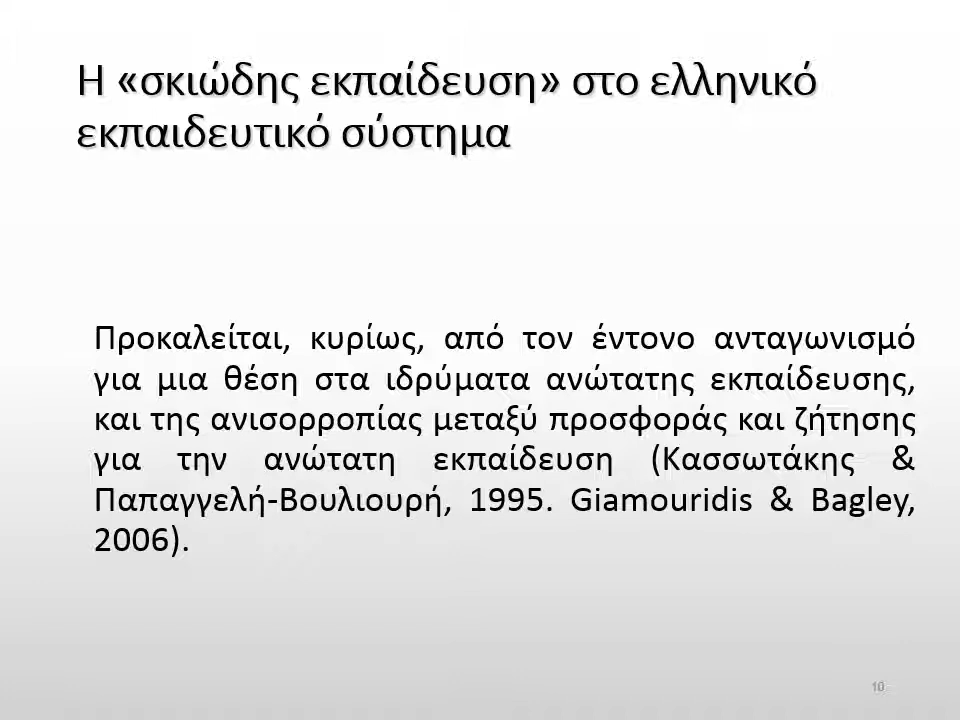 Η «σκιώδης εκπαίδευση» στο ελληνικό
εκπαιδευτικό σύστημα
Προκαλείται, κυρίως, από τον έντονο ανταγωνισμό
για μια θέση στα ιδρύματα ανώτατης εκπαίδευσης,
και της ανισορροπίας μεταξύ προσφοράς και ζήτησης
για την ανώτατη εκπαίδευση (Κασσωτάκης &
Παπαγγελή-Βουλιουρή, 1995. Giamouridis & Bagley,
2006).
10